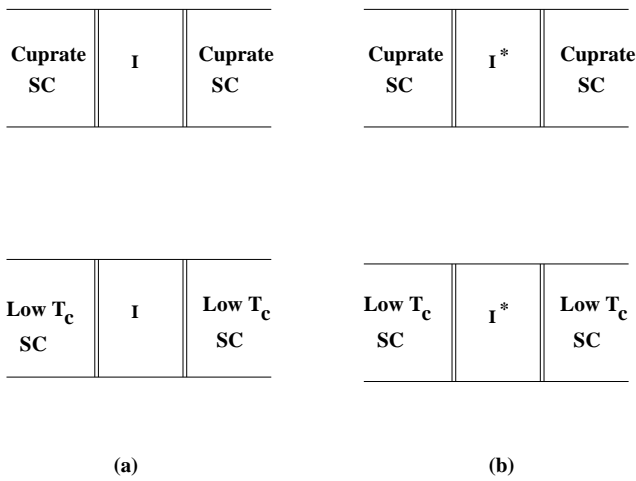 Cuprate SC
I
Cuprate SC
Cuprate SC
I*
Cuprate SC
Low Tc SC
I
Low Tc SC
Low Tc SC
I*
Low Tc SC
(a)
(b)